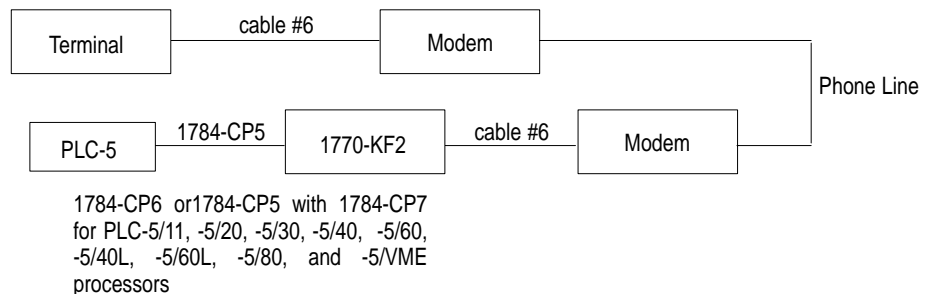 Terminal
cable #6
Modem
Phone Line
PLC-5
1784-CP5
1770-KF2
cable #6
Modem
1784-CP6 or1784-CP5 with 1784-CP7
for PLC-5/11, -5/20, -5/30, -5/40, -5/60,
-5/40L, -5/60L, -5/80, and -5/VME
processors